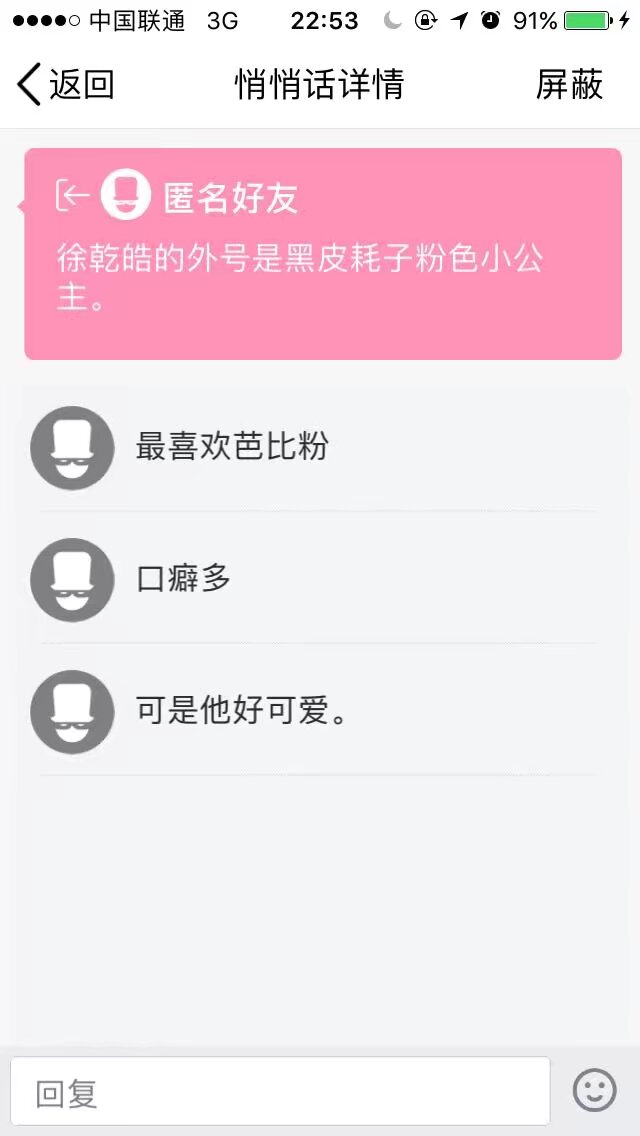 中国联通 3G 22:53 91%
返回 悄悄话详情 屏蔽
匿名好友
徐乾皓的外号是黑皮耗子粉色小公
主。
最喜欢芭比粉
口癖多
可是他好可爱。
回复